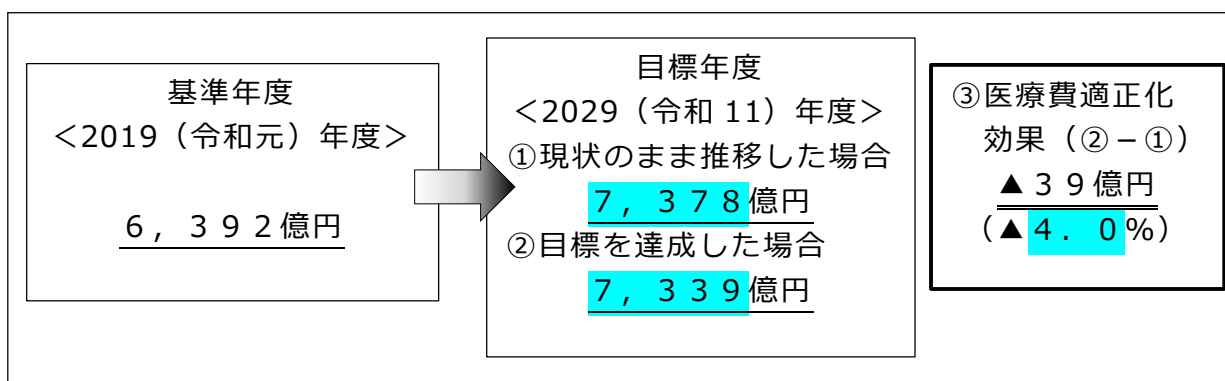 基準年度
＜2019（令和元）年度＞
６，３９２億円
目標年度
＜2029（令和 11）年度＞
①現状のまま推移した場合
７，３７８億円
②目標を達成した場合
７，３３９億円
③医療費適正化
効果（②－①）
▲３９億円
（▲４．０％）